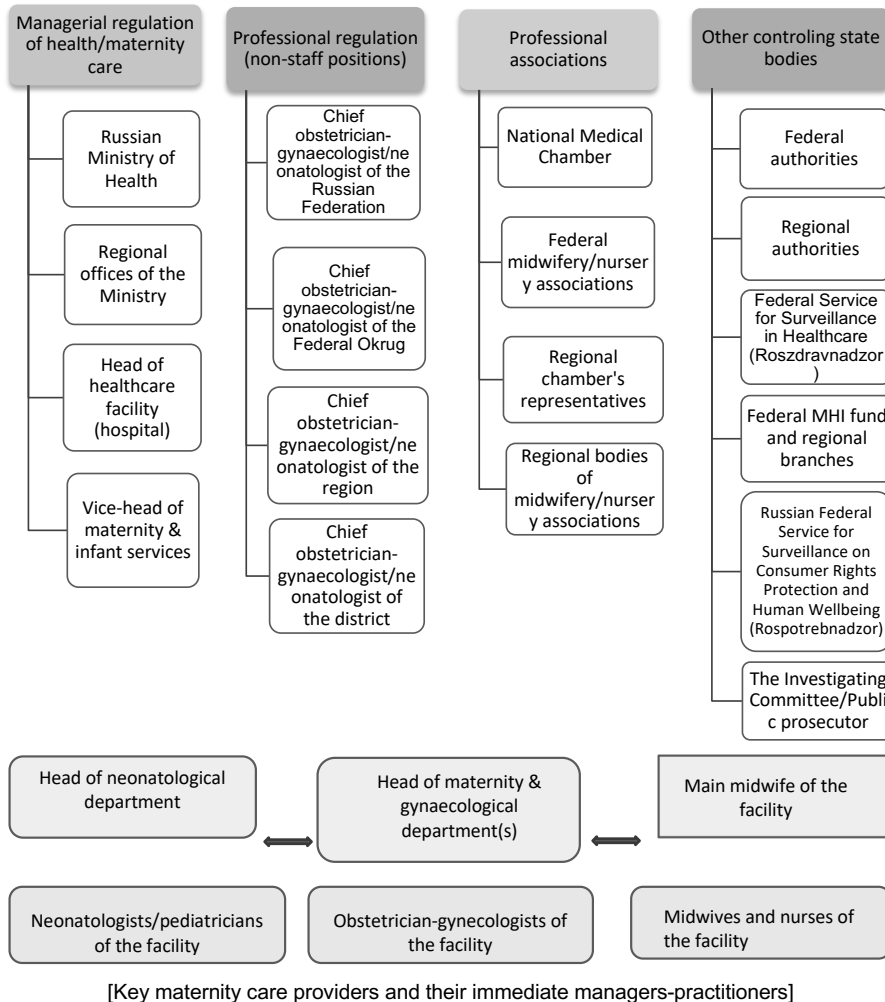 Managerial regulation
of health/maternity
care
Russian
Ministry of
Health
Regional
offices of the
Ministry
Head of
healthcare
facility
(hospital)
Vice-head of
maternity &
infant services
Professional regulation
(non-staff positions)
Chief
obstetrician-
gynaecologist/ne
onatologist of the
Russian
Federation
Chief
obstetrician-
gynaecologist/ne
onatologist of the
Federal Okrug
Chief
obstetrician-
gynaecologist/ne
onatologist of the
region
Chief
obstetrician-
gynaecologist/ne
onatologist of
the district
Professional
associations
National Medical
Chamber
Federal
midwifery/nurser
y associations
Regional
chamber's
representatives
Regional bodies
of
midwifery/nurser
y associations
Other controling state
bodies
Federal
authorities
Regional
authorities
Federal Service
for Surveillance
in Healthcare
(Roszdravnadzor
)
Federal MHI fund
and regional
branches
Russian Federal
Service for
Surveillance on
Consumer Rights
Protection and
Human Wellbeing
(Rospotrebnadzor)
The Investigating
Committee/Publi
c prosecutor
Head of neonatological
department
Head of maternity &
gynaecological
department(s)
Main midwife of the
facility
Neonatologists/pediatricians
of the facility
Obstetrician-gynecologists of
the facility
Midwives and nurses of
the facility
[Key maternity care providers and their immediate managers-practitioners]